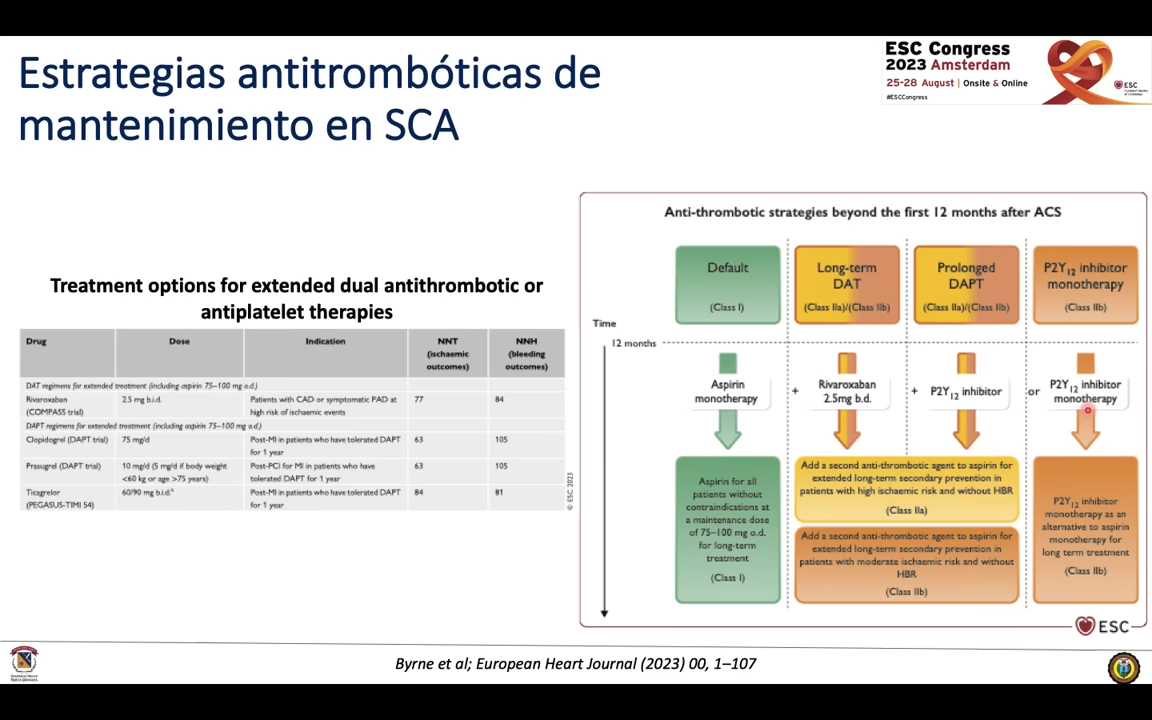 Estrategias antitrombóticas de
mantenimiento en SCA
ESC Congress
2023 Amsterdam
25-28 August | Onsite & Online
#ESCCongress
ESC
Treatment options for extended dual antithrombotic or
antiplatelet therapies
Drug Dose Indication NNT NNH
(ischaemic (bleeding
outcomes) outcomes)
DAT regimens for extended treatment (including aspirin 75–100 mg o.d.)
Rivaroxaban 2.5 mg b.i.d. Patients with CAD or symptomatic PAD at 77 84
(COMPASS trial) high risk of ischaemic events
DAPT regimens for extended treatment (including aspirin 75–100 mg o.d.)
Clopidogrel (DAPT trial) 75 mg/d Post-MI in patients who have tolerated DAPT 63 105
for 1 year
Prasugrel (DAPT trial) 10 mg/d (5 mg/d if body weight Post-PCI for MI in patients who have 63 105
<60 kg or age >75 years) tolerated DAPT for 1 year
Ticagrelor 60/90 mg b.i.d. Post-MI in patients who have tolerated DAPT 84 81
(PEGASUS-TIMI 54) for 1 year
© ESC 2023
Anti-thrombotic strategies beyond the first 12 months after ACS
Default
(Class I)
Long-term
DAT
(Class IIa)/(Class IIb)
Prolonged
DAPT
(Class IIa)/(Class IIb)
P2Y12 inhibitor
monotherapy
(Class IIb)
Time
12 months
Aspirin
monotherapy
+
Rivaroxaban
2.5mg b.d.
+
P2Y12 inhibitor
or
P2Y12 inhibitor
monotherapy
Aspirin for all
patients without
contraindications at
a maintenance dose
of 75–100 mg o.d.
for long-term
treatment
(Class I)
Add a second anti-thrombotic agent to aspirin for
extended long-term secondary prevention in
patients with high ischaemic risk and without HBR
(Class IIa)
Add a second anti-thrombotic agent to aspirin for
extended long-term secondary prevention in
patients with moderate ischaemic risk and without
HBR
(Class IIb)
P2Y12 inhibitor
monotherapy as an
alternative to aspirin
monotherapy for
long term treatment
(Class IIb)
ESC
Byrne et al; European Heart Journal (2023) 00, 1–107